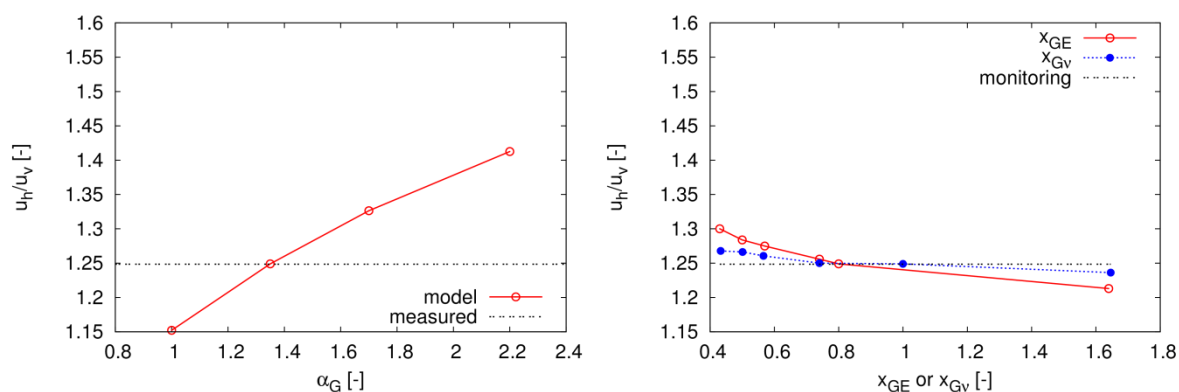 1.6
1.55
1.5
1.45
1.4
1.35
1.3
1.25
1.2
1.15
u_h/u_v [-]
model
measured
0.8 1 1.2 1.4 1.6 1.8 2 2.2 2.4
α_G [-]
1.6
1.55
1.5
1.45
1.4
1.35
1.3
1.25
1.2
1.15
u_h/u_v [-]
x_GE
x_Gν
monitoring
0.4 0.6 0.8 1 1.2 1.4 1.6 1.8
x_GE or x_Gν [-]